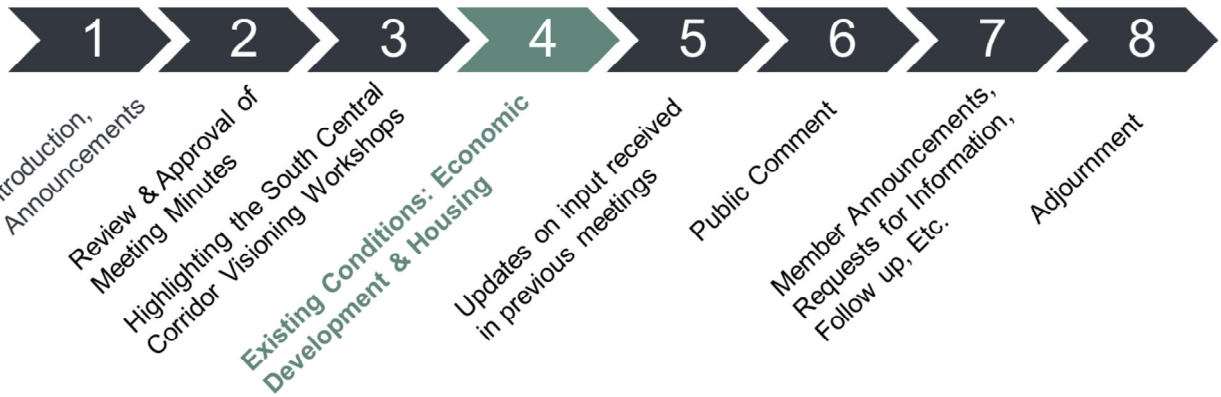 1
2
3
4
5
6
7
8
troduction,
Announcements
Review & Approval of
Meeting Minutes
Highlighting the South Central
Corridor Visioning Workshops
Existing Conditions: Economic
Development & Housing
Updates on input received
in previous meetings
Public Comment
Member Announcements,
Requests for Information,
Follow up, Etc.
Adjournment